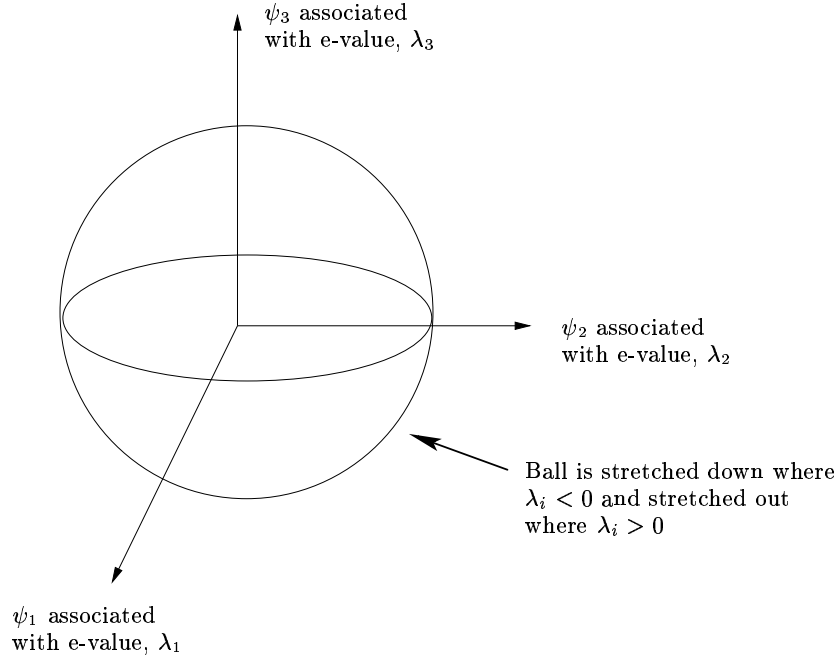 ψ₃ associated
with e-value, λ₃
ψ₂ associated
with e-value, λ₂
Ball is stretched down where
λᵢ < 0 and stretched out
where λᵢ > 0
ψ₁ associated
with e-value, λ₁